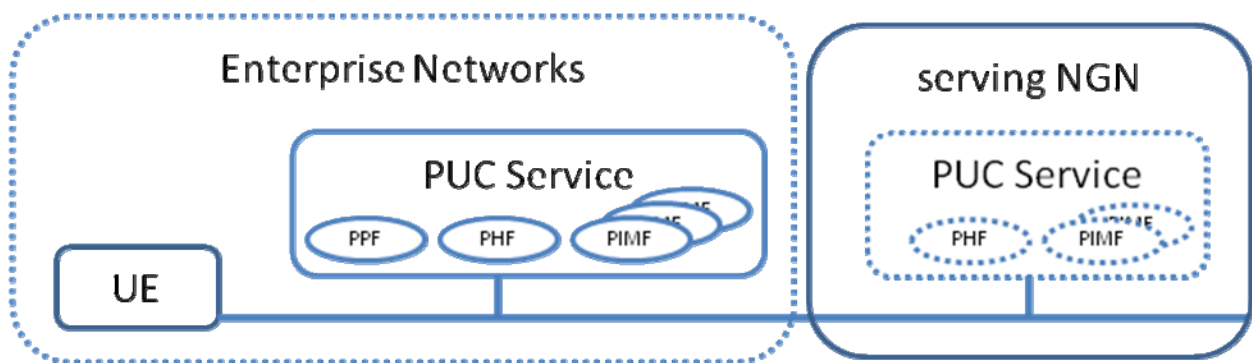 Enterprise Networks
serving NGN
PUC Service
PUC Service
PPF
PHF
PIMF
PHF
PIMF
UE